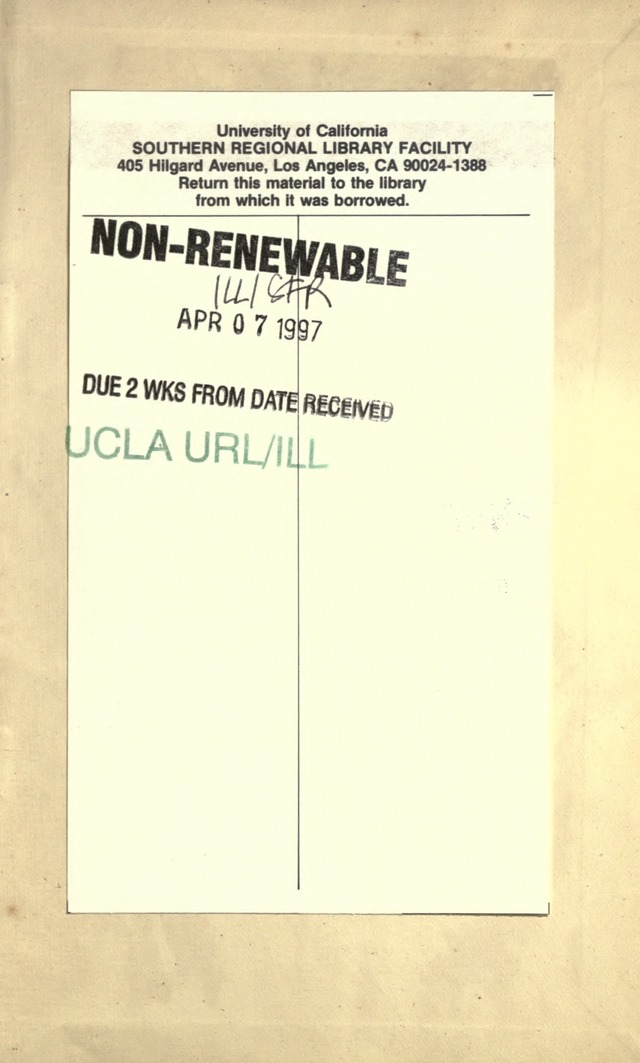 University of California
SOUTHERN REGIONAL LIBRARY FACILITY
405 Hilgard Avenue, Los Angeles, CA 90024-1388
Return this material to the library
from which it was borrowed.
NON-RENEWABLE
ILL/
APR 0 7 1997
DUE 2 WKS FROM DATE RECEIVED
UCLA URL/ILL